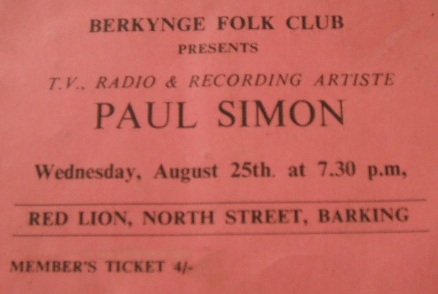 BERKYNGE FOLK CLUB
PRESENTS
T.V., RADIO & RECORDING ARTISTE
PAUL SIMON
Wednesday, August 25th. at 7.30 p.m,
RED LION, NORTH STREET, BARKING
MEMBER'S TICKET 4/-